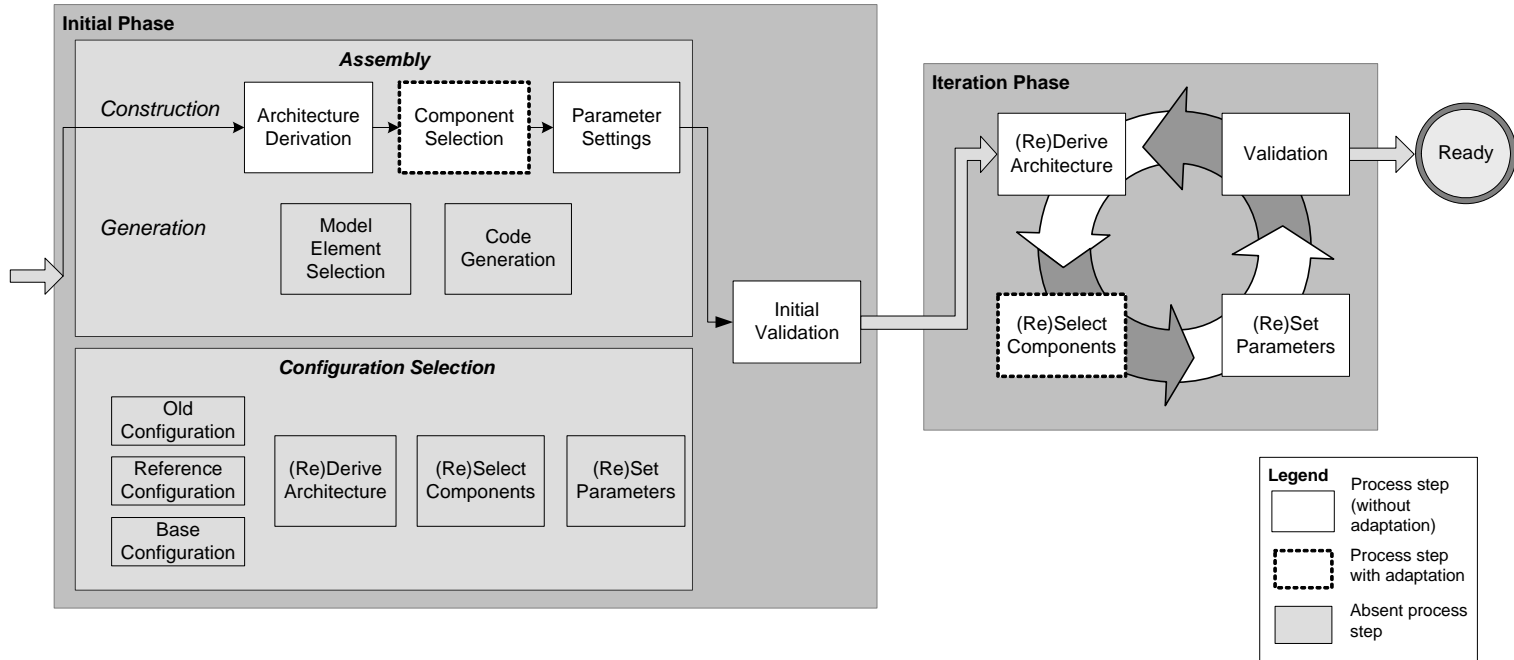 Initial Phase
Assembly
Construction
Architecture
Derivation
Component
Selection
Parameter
Settings
Generation
Model
Element
Selection
Code
Generation
Initial
Validation
Configuration Selection
Old
Configuration
Reference
Configuration
Base
Configuration
(Re)Derive
Architecture
(Re)Select
Components
(Re)Set
Parameters
Iteration Phase
(Re)Derive
Architecture
Validation
(Re)Select
Components
(Re)Set
Parameters
Ready
Legend
Process step
(without
adaptation)
Process step
with adaptation
Absent process
step